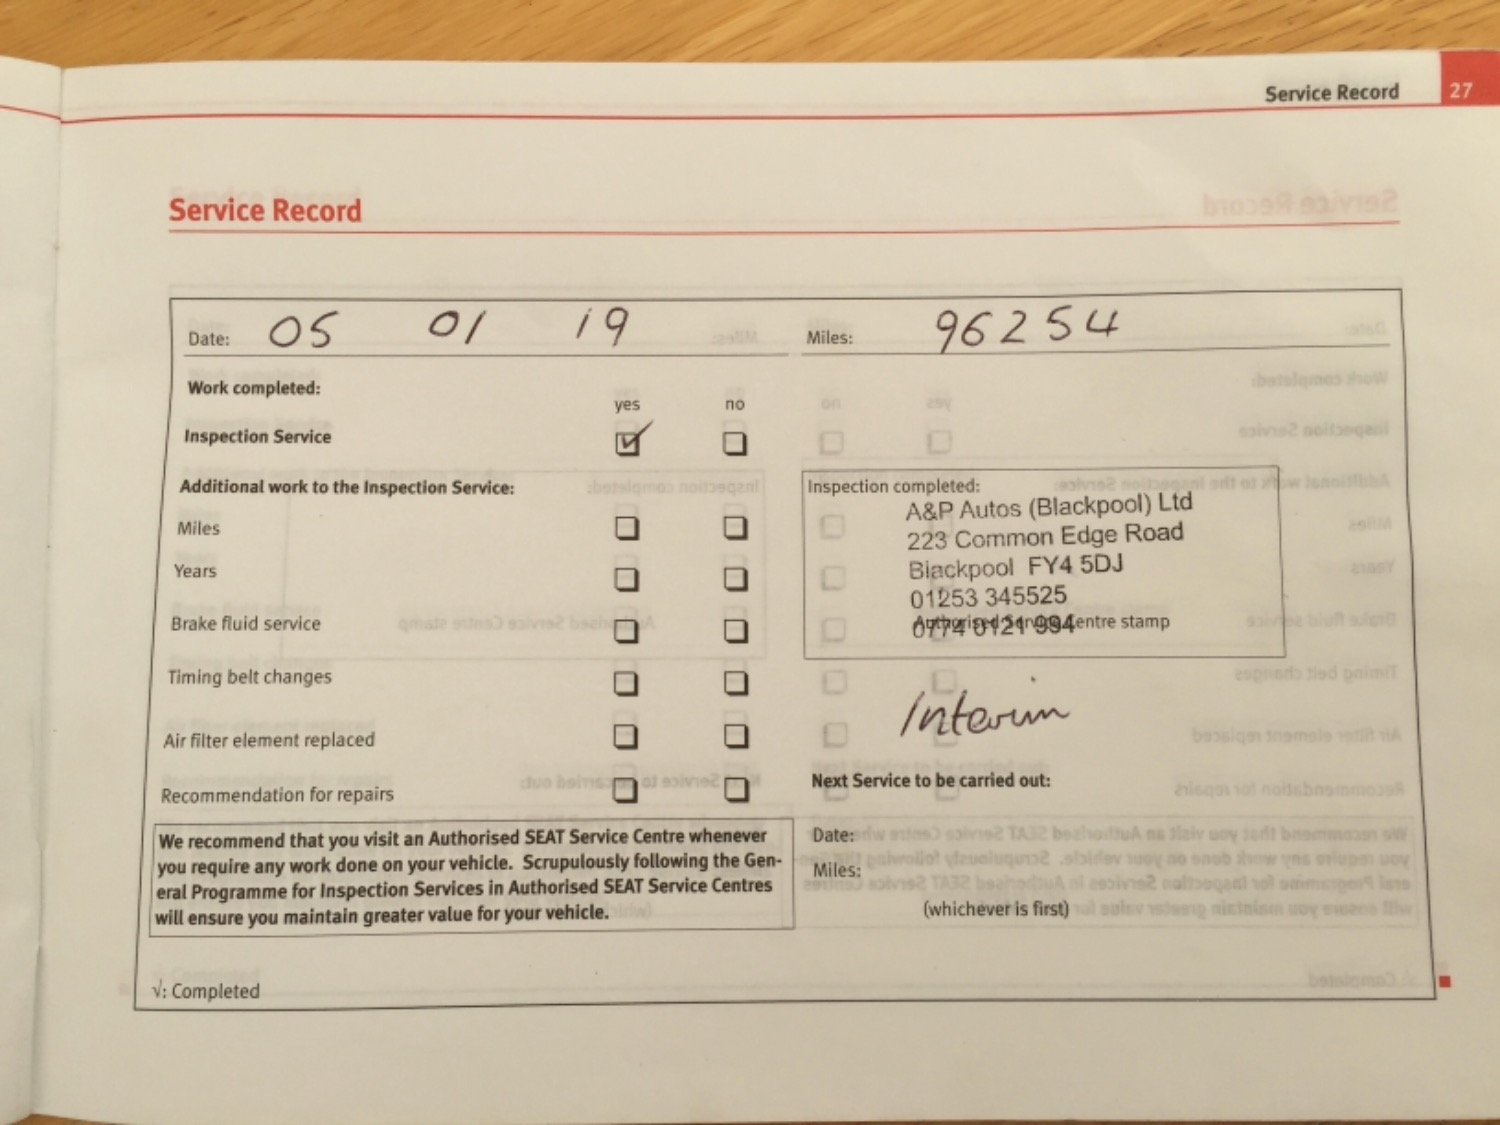 Service Record 27
Service Record
Date: 05 01 19 Miles: 96254
Work completed:
yes no
Inspection Service
Additional work to the Inspection Service:
Miles
Years
Brake fluid service
Timing belt changes
Air filter element replaced
Recommendation for repairs
Inspection completed:
A&P Autos (Blackpool) Ltd
223 Common Edge Road
Blackpool FY4 5DJ
01253 345525
0774 0121 994
Authorised Service Centre stamp
Interim
Next Service to be carried out:
Date:
Miles:
(whichever is first)
We recommend that you visit an Authorised SEAT Service Centre whenever
you require any work done on your vehicle. Scrupulously following the Gen-
eral Programme for Inspection Services in Authorised SEAT Service Centres
will ensure you maintain greater value for your vehicle.
√: Completed